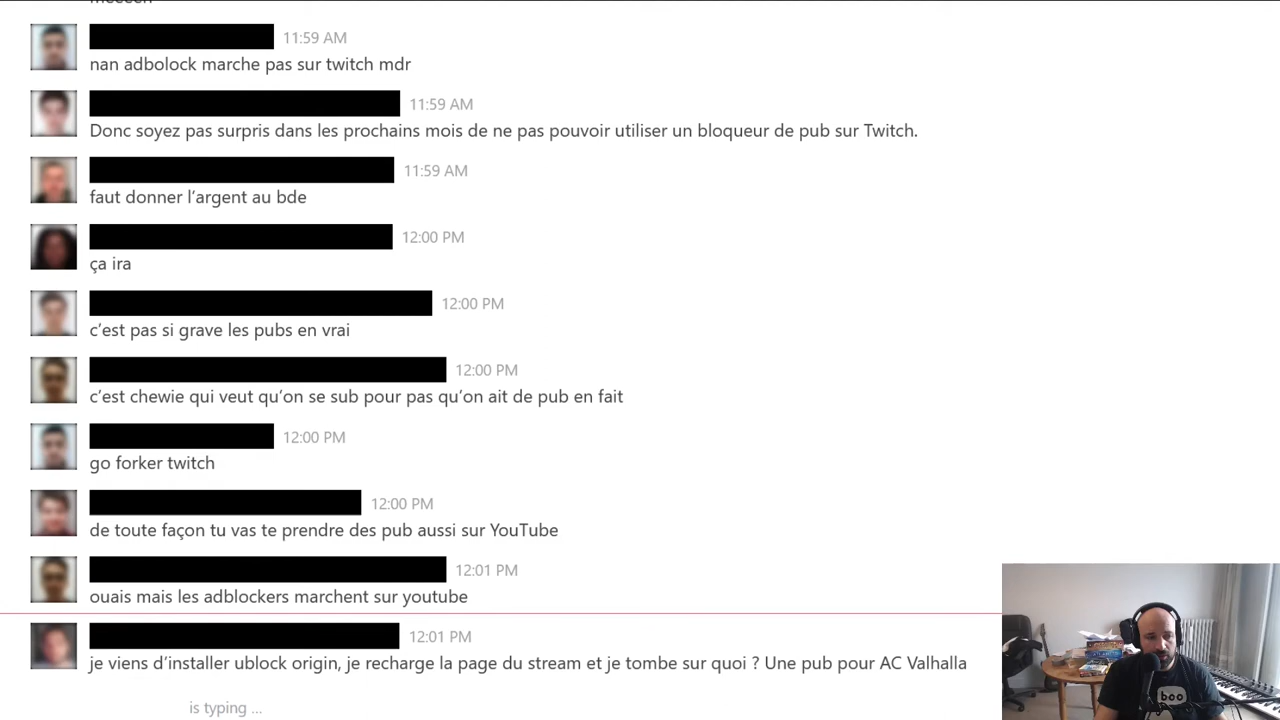 11:59 AM
nan adbolock marche pas sur twitch mdr
11:59 AM
Donc soyez pas surpris dans les prochains mois de ne pas pouvoir utiliser un bloqueur de pub sur Twitch.
11:59 AM
faut donner l’argent au bde
12:00 PM
ça ira
12:00 PM
c’est pas si grave les pubs en vrai
12:00 PM
c’est chewie qui veut qu’on se sub pour pas qu’on ait de pub en fait
12:00 PM
go forker twitch
12:00 PM
de toute façon tu vas te prendre des pub aussi sur YouTube
12:01 PM
ouais mais les adblockers marchent sur youtube
12:01 PM
je viens d’installer ublock origin, je recharge la page du stream et je tombe sur quoi ? Une pub pour AC Valhalla
is typing ...
boo